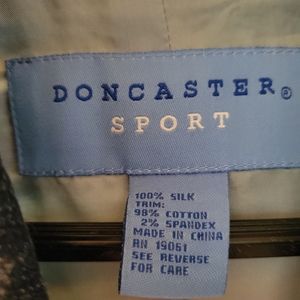 DONCASTER®
SPORT
100% SILK
TRIM:
98% COTTON
2% SPANDEX
MADE IN CHINA
RN 19061
SEE REVERSE
FOR CARE